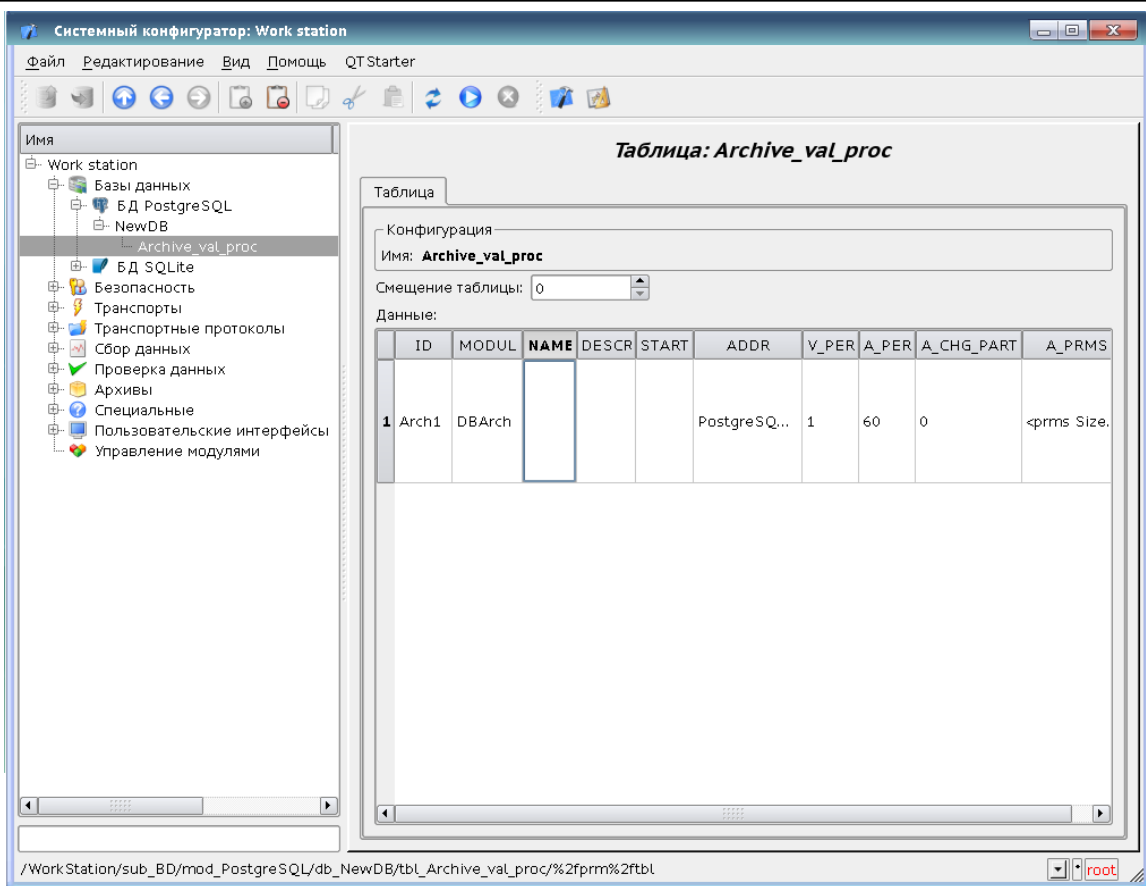 Системный конфигуратор: Work station
Файл Редактирование Вид Помощь QTStarter
Имя
Work station
Базы данных
БД PostgreSQL
NewDB
Archive_val_proc
БД SQLite
Безопасность
Транспорты
Транспортные протоколы
Сбор данных
Проверка данных
Архивы
Специальные
Пользовательские интерфейсы
Управление модулями
Таблица: Archive_val_proc
Таблица
Конфигурация
Имя: Archive_val_proc
Смещение таблицы: 0
Данные:
ID MODUL NAME DESCR START ADDR V_PER A_PER A_CHG_PART A_PRMS
1 Arch1 DBArch PostgreSQ... 1 60 0 <prms Size.
/WorkStation/sub_BD/mod_PostgreSQL/db_NewDB/tbl_Archive_val_proc/%2fprm%2ftbl
* root